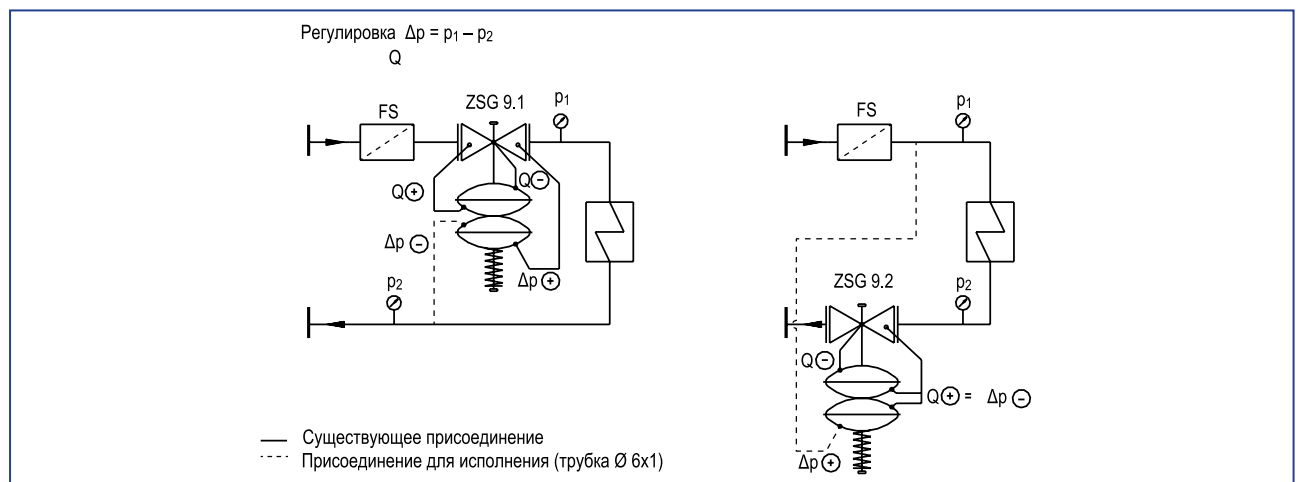 Регулировка Δp = p₁ – p₂
Q
FS
ZSG 9.1
p₁
Q⊕
Q⊖
Δp⊖
Δp⊕
p₂
FS
p₁
ZSG 9.2
p₂
Q⊖
Q⊕ = Δp⊖
Δp⊕
Существующее присоединение
Присоединение для исполнения (трубка Ø 6x1)